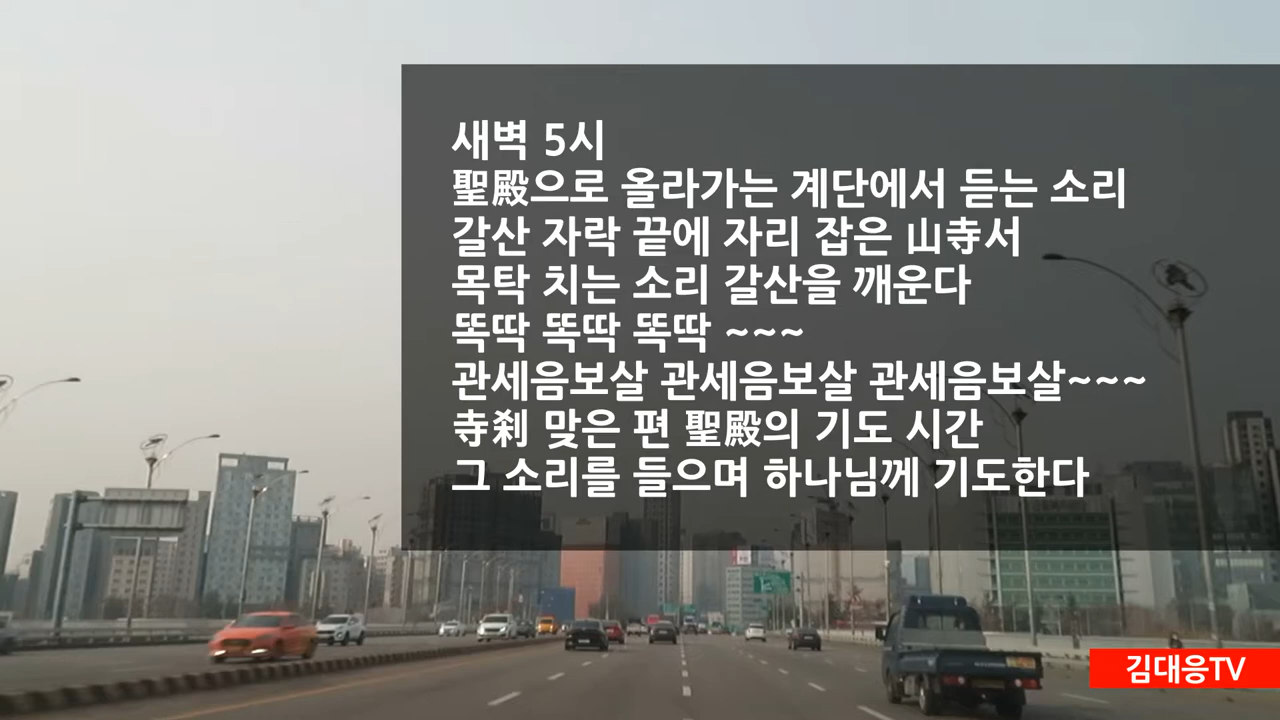 새벽 5시
聖殿으로 올라가는 계단에서 듣는 소리
갈산 자락 끝에 자리 잡은 山寺서
목탁 치는 소리 갈산을 깨운다
똑딱 똑딱 똑딱 ~~~
관세음보살 관세음보살 관세음보살~~~
寺刹 맞은 편 聖殿의 기도 시간
그 소리를 들으며 하나님께 기도한다
김대응TV